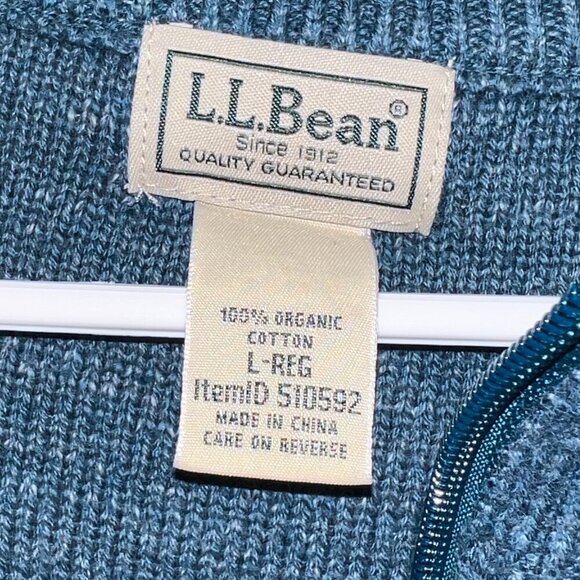 L.L.Bean®
Since 1912
QUALITY GUARANTEED
100% ORGANIC
COTTON
L-REG
ItemID 510592
MADE IN CHINA
CARE ON REVERSE